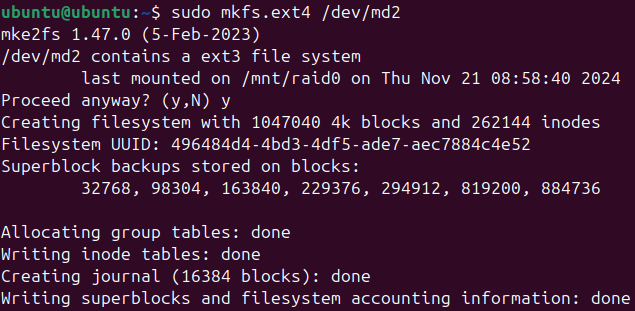 ubuntu@ubuntu:~$ sudo mkfs.ext4 /dev/md2
mke2fs 1.47.0 (5-Feb-2023)
/dev/md2 contains a ext3 file system
        last mounted on /mnt/raid0 on Thu Nov 21 08:58:40 2024
Proceed anyway? (y,N) y
Creating filesystem with 1047040 4k blocks and 262144 inodes
Filesystem UUID: 496484d4-4bd3-4df5-ade7-aec7884c4e52
Superblock backups stored on blocks:
        32768, 98304, 163840, 229376, 294912, 819200, 884736

Allocating group tables: done
Writing inode tables: done
Creating journal (16384 blocks): done
Writing superblocks and filesystem accounting information: done